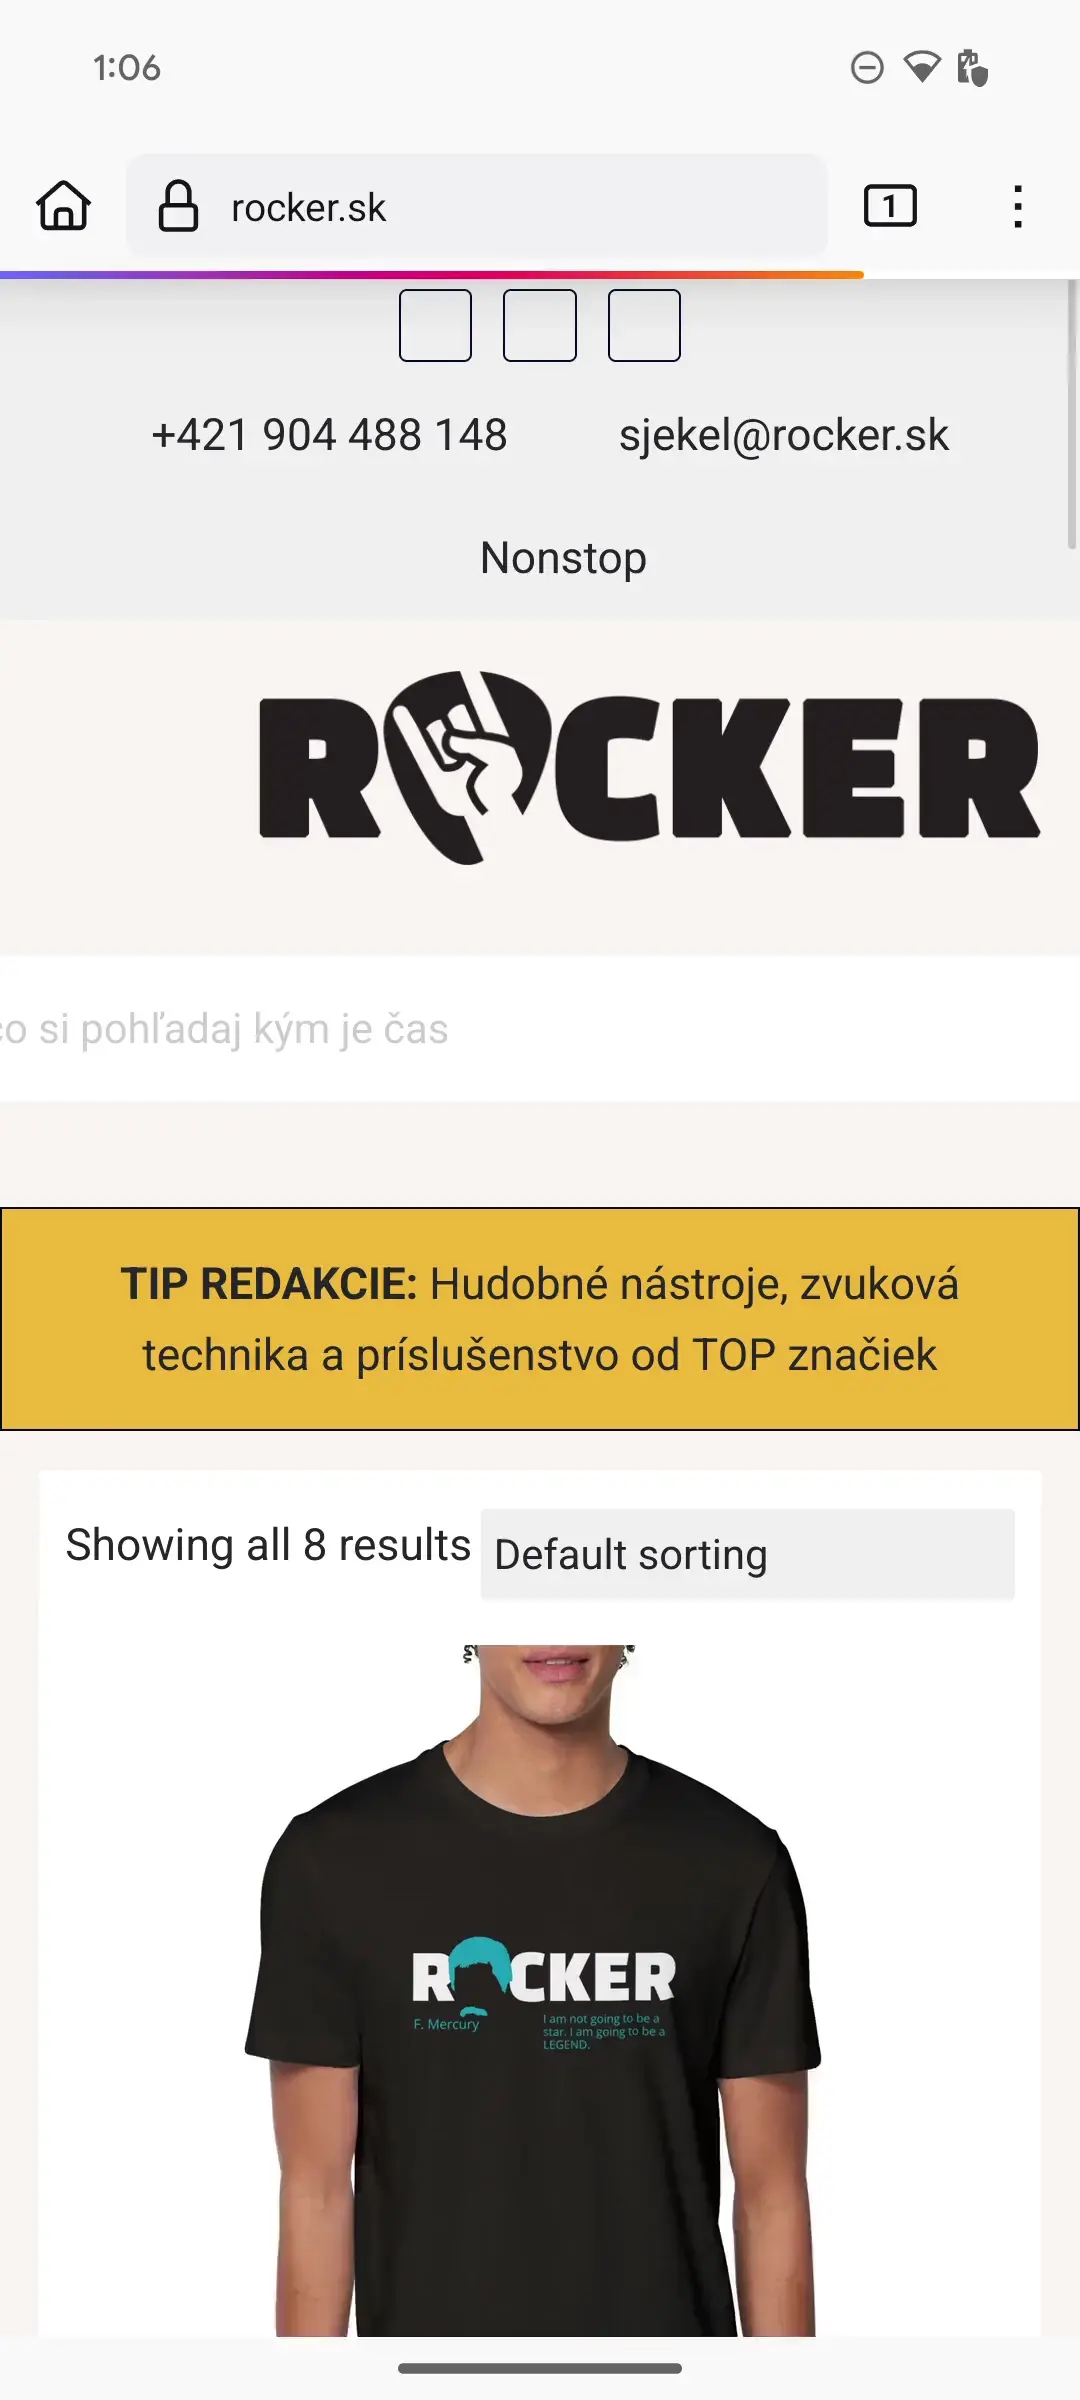 1:06
rocker.sk
1
+421 904 488 148
sjekel@rocker.sk
Nonstop
ROCKER
co si pohľadaj kým je čas
TIP REDAKCIE: Hudobné nástroje, zvuková
technika a príslušenstvo od TOP značiek
Showing all 8 results
Default sorting
ROCKER
F. Mercury
I am not going to be a
star. I am going to be a
LEGEND.